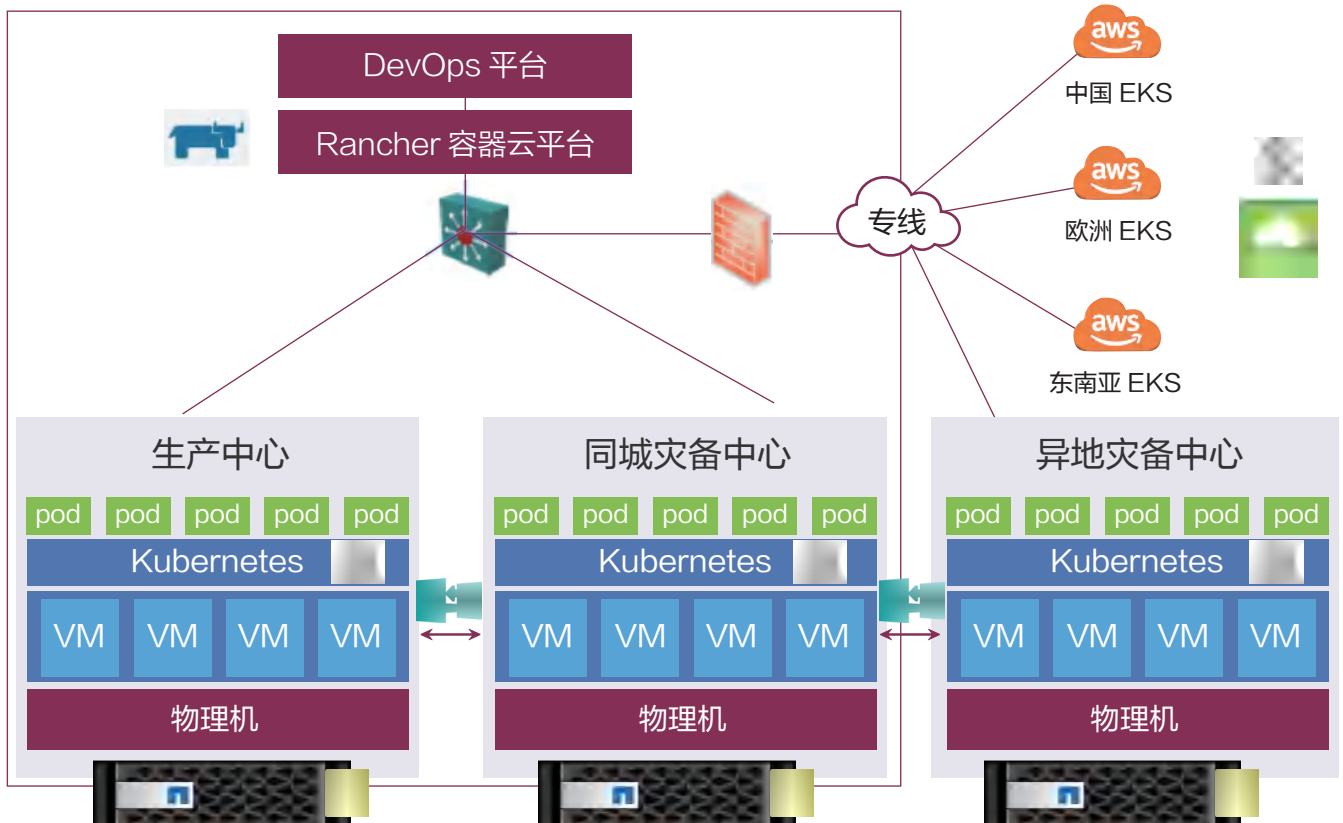 DevOps 平台
Rancher 容器云平台
专线
aws
中国 EKS
aws
欧洲 EKS
aws
东南亚 EKS
生产中心
pod pod pod pod pod
Kubernetes
VM VM VM VM
物理机
同城灾备中心
pod pod pod pod pod
Kubernetes
VM VM VM VM
物理机
异地灾备中心
pod pod pod pod pod
Kubernetes
VM VM VM VM
物理机